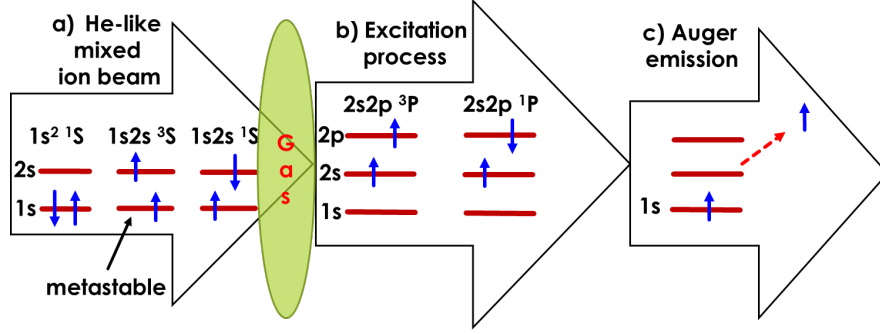 a) He-like
mixed
ion beam
1s² ¹S
1s2s ³S
1s2s ¹S
2s
1s
metastable
Gas
b) Excitation
process
2s2p ³P
2s2p ¹P
2p
2s
1s
c) Auger
emission
1s